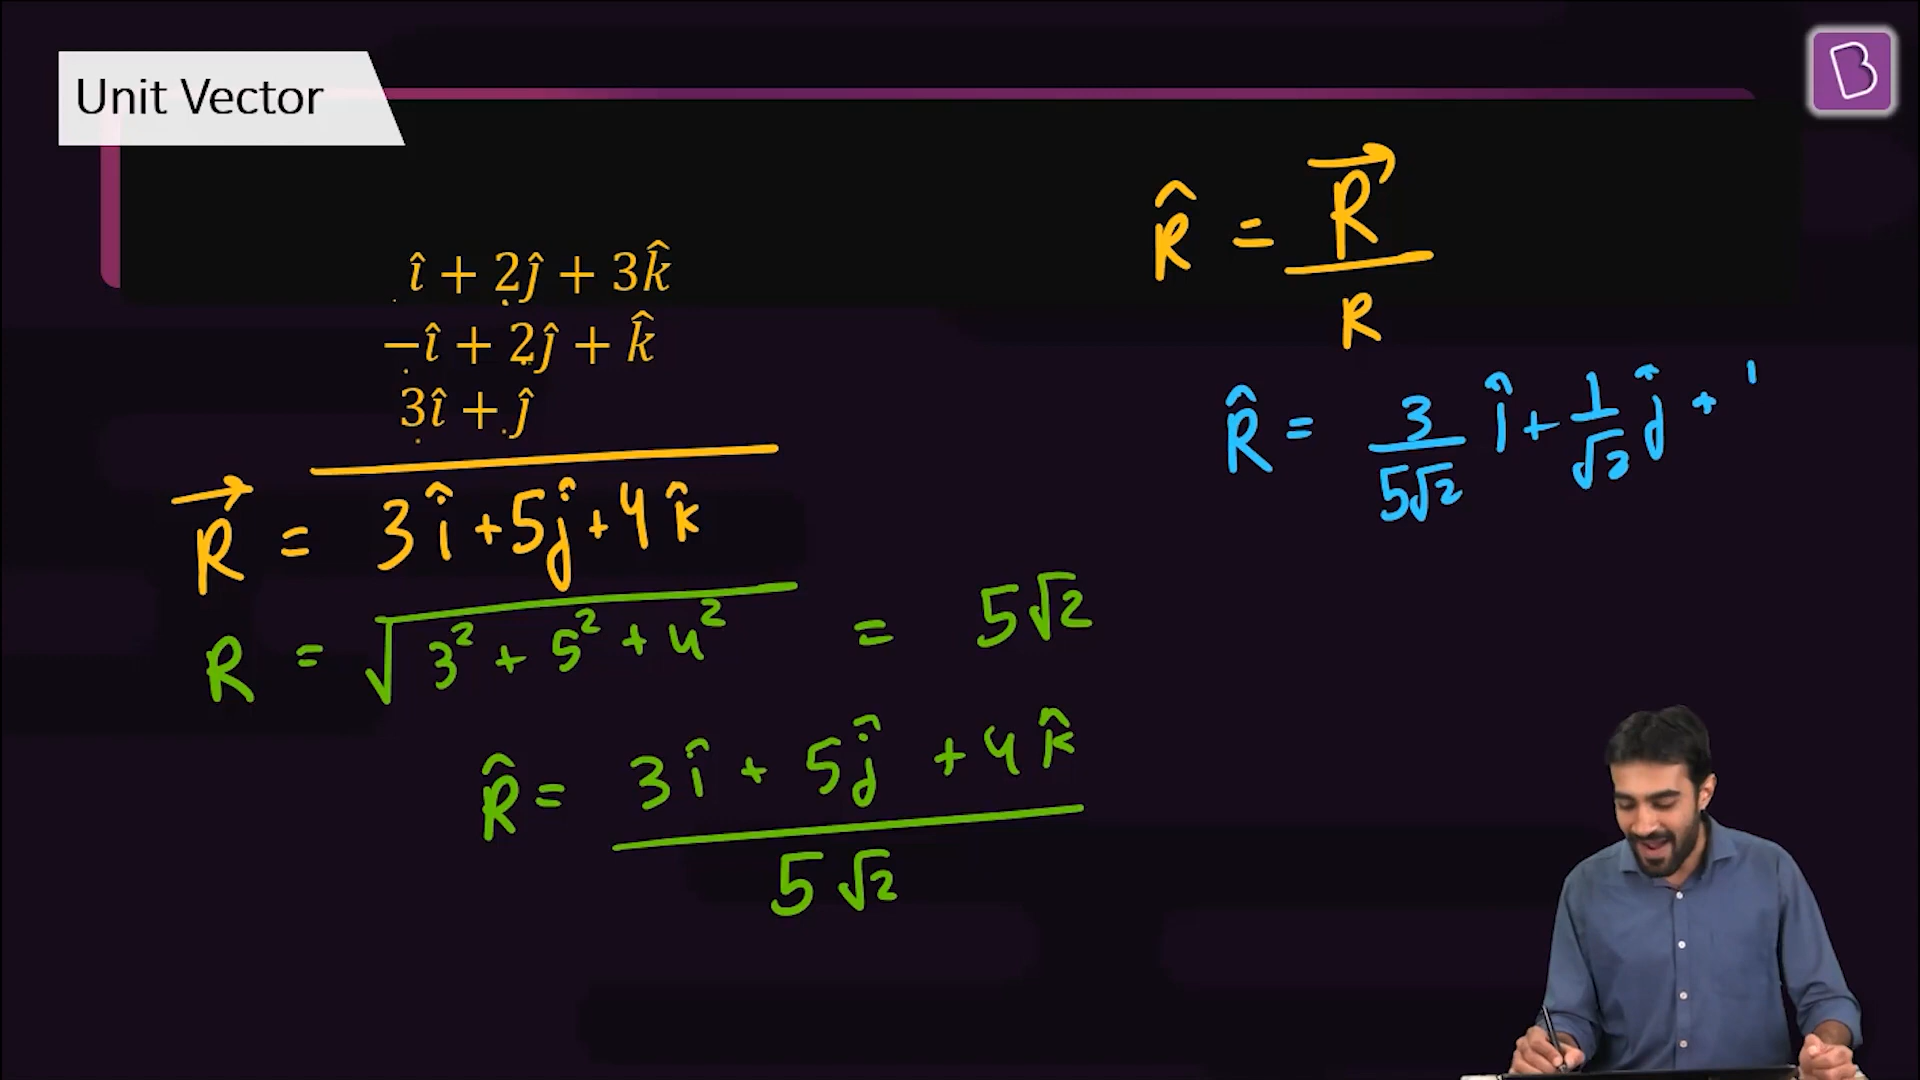 Unit Vector
B
î + 2ĵ + 3k̂
−î + 2ĵ + k̂
3î + ĵ
R⃗ = 3î + 5ĵ + 4k̂
R = √(3² + 5² + 4²) = 5√2
R̂ = (3î + 5ĵ + 4k̂) / 5√2
R̂ = R⃗ / R
R̂ = 3/5√2 î + 1/√2 ĵ +